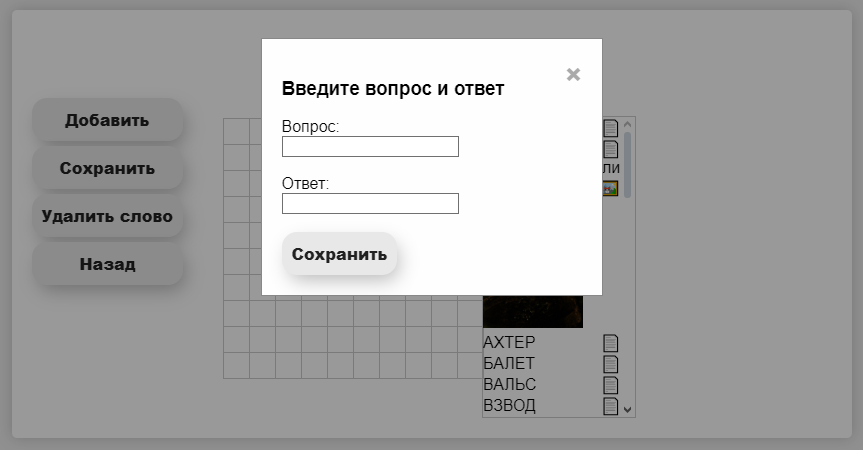 ×
Введите вопрос и ответ
Вопрос:
Ответ:
Сохранить
Добавить
Сохранить
Удалить слово
Назад
ли
АХТЕР
БАЛЕТ
ВАЛЬС
ВЗВОД